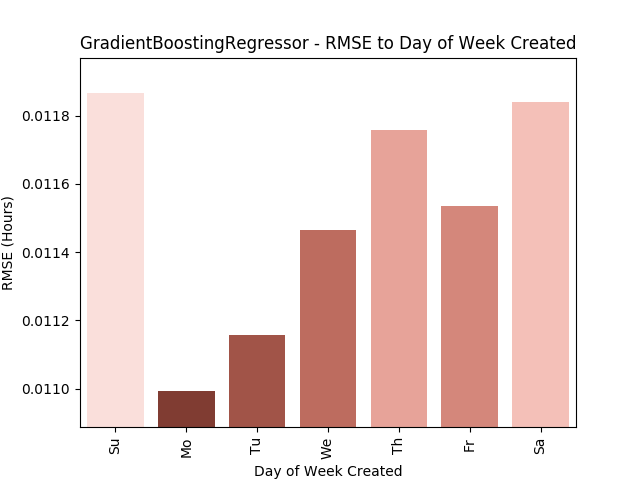 GradientBoostingRegressor - RMSE to Day of Week Created
RMSE (Hours)
0.0118
0.0116
0.0114
0.0112
0.0110
Su Mo Tu We Th Fr Sa
Day of Week Created